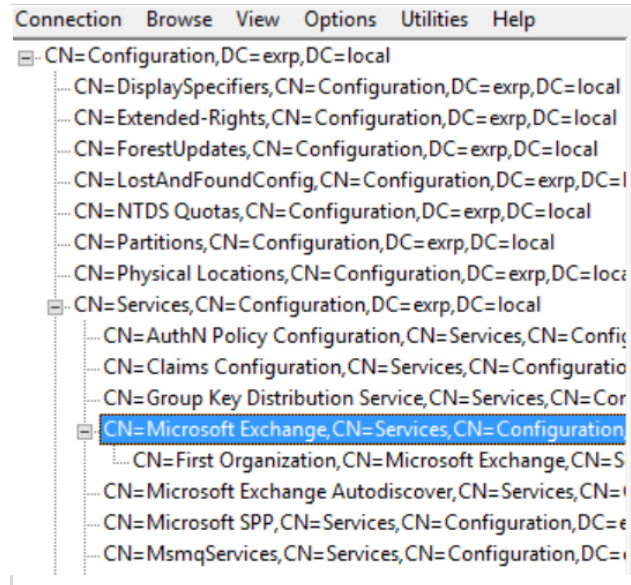 Connection Browse View Options Utilities Help
CN=Configuration,DC=exrp,DC=local
CN=DisplaySpecifiers,CN=Configuration,DC=exrp,DC=local
CN=Extended-Rights,CN=Configuration,DC=exrp,DC=local
CN=ForestUpdates,CN=Configuration,DC=exrp,DC=local
CN=LostAndFoundConfig,CN=Configuration,DC=exrp,DC=l
CN=NTDS Quotas,CN=Configuration,DC=exrp,DC=local
CN=Partitions,CN=Configuration,DC=exrp,DC=local
CN=Physical Locations,CN=Configuration,DC=exrp,DC=loca
CN=Services,CN=Configuration,DC=exrp,DC=local
CN=AuthN Policy Configuration,CN=Services,CN=Config
CN=Claims Configuration,CN=Services,CN=Configuratio
CN=Group Key Distribution Service,CN=Services,CN=Con
CN=Microsoft Exchange,CN=Services,CN=Configuration,
CN=First Organization,CN=Microsoft Exchange,CN=S
CN=Microsoft Exchange Autodiscover,CN=Services,CN=
CN=Microsoft SPP,CN=Services,CN=Configuration,DC=e
CN=MsmqServices,CN=Services,CN=Configuration,DC=